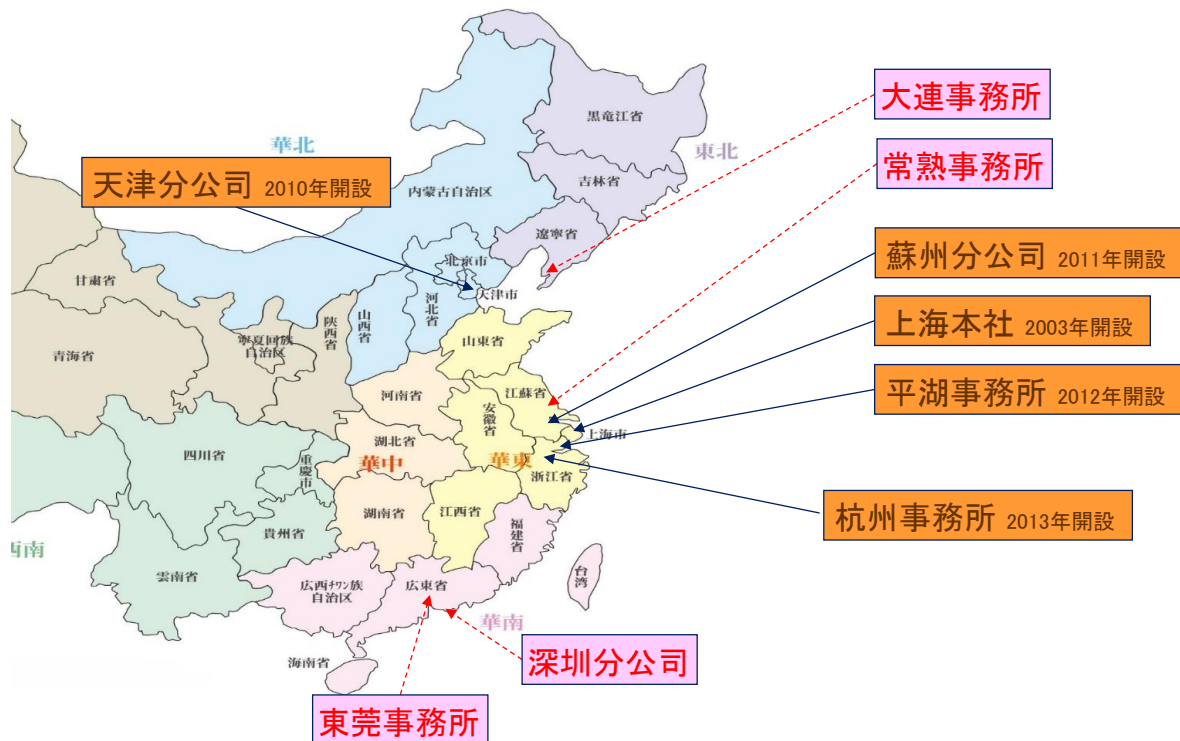 大連事務所
黒竜江省
華北
東北
常熟事務所
天津分公司 2010年開設
吉林省
内蒙古自治区
遼寧省
蘇州分公司 2011年開設
北京市
甘粛省
天津市
河北省
山西省
陝西省
上海本社 2003年開設
寧夏回族
自治区
山東省
青海省
江蘇省
河南省
平湖事務所 2012年開設
安徽省
上海市
湖北省
四川省
重慶市
華中
華東
浙江省
湖南省
江西省
杭州事務所 2013年開設
福建省
貴州省
西南
雲南省
台湾
広西チワン族
自治区
広東省
華南
海南省
深圳分公司
東莞事務所